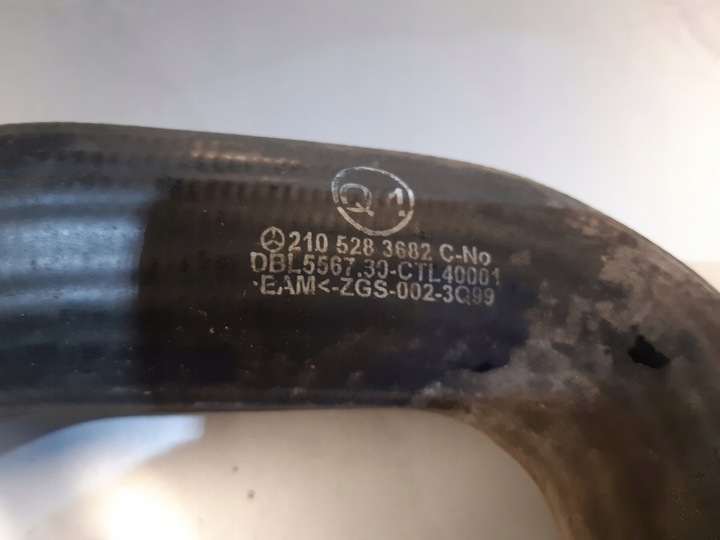 Q1
210 528 3682 C-No
DBL5567.30-CTL40001
EAM<-ZGS-002-3Q99